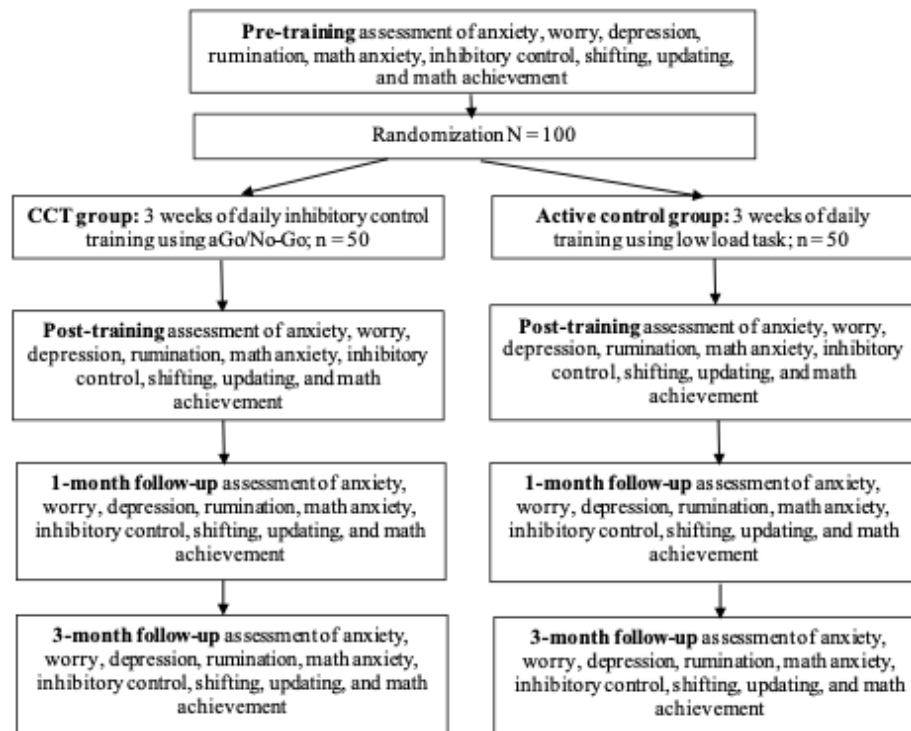 Pre-training assessment of anxiety, worry, depression,
rumination, math anxiety, inhibitory control, shifting, updating,
and math achievement
Randomization N = 100
CCT group: 3 weeks of daily inhibitory control
training using aGo/No-Go; n = 50
Active control group: 3 weeks of daily
training using low load task; n = 50
Post-training assessment of anxiety, worry,
depression, rumination, math anxiety, inhibitory
control, shifting, updating, and math
achievement
Post-training assessment of anxiety, worry,
depression, rumination, math anxiety, inhibitory
control, shifting, updating, and math
achievement
1-month follow-up assessment of anxiety,
worry, depression, rumination, math anxiety,
inhibitory control, shifting, updating, and math
achievement
1-month follow-up assessment of anxiety,
worry, depression, rumination, math anxiety,
inhibitory control, shifting, updating, and math
achievement
3-month follow-up assessment of anxiety,
worry, depression, rumination, math anxiety,
inhibitory control, shifting, updating, and math
achievement
3-month follow-up assessment of anxiety,
worry, depression, rumination, math anxiety,
inhibitory control, shifting, updating, and math
achievement